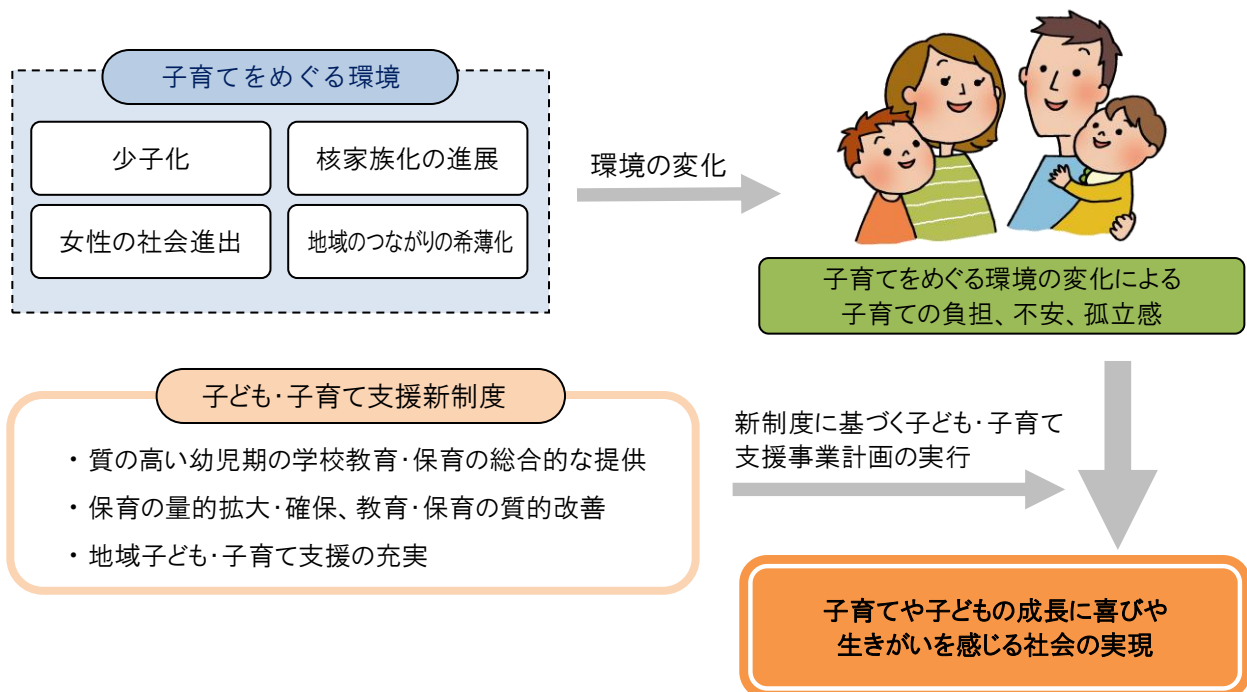 子育てをめぐる環境
少子化
核家族化の進展
女性の社会進出
地域のつながりの希薄化
環境の変化
子育てをめぐる環境の変化による
子育ての負担、不安、孤立感
子ども・子育て支援新制度
・ 質の高い幼児期の学校教育・保育の総合的な提供
・ 保育の量的拡大・確保、教育・保育の質的改善
・ 地域子ども・子育て支援の充実
新制度に基づく子ども・子育て
支援事業計画の実行
子育てや子どもの成長に喜びや
生きがいを感じる社会の実現